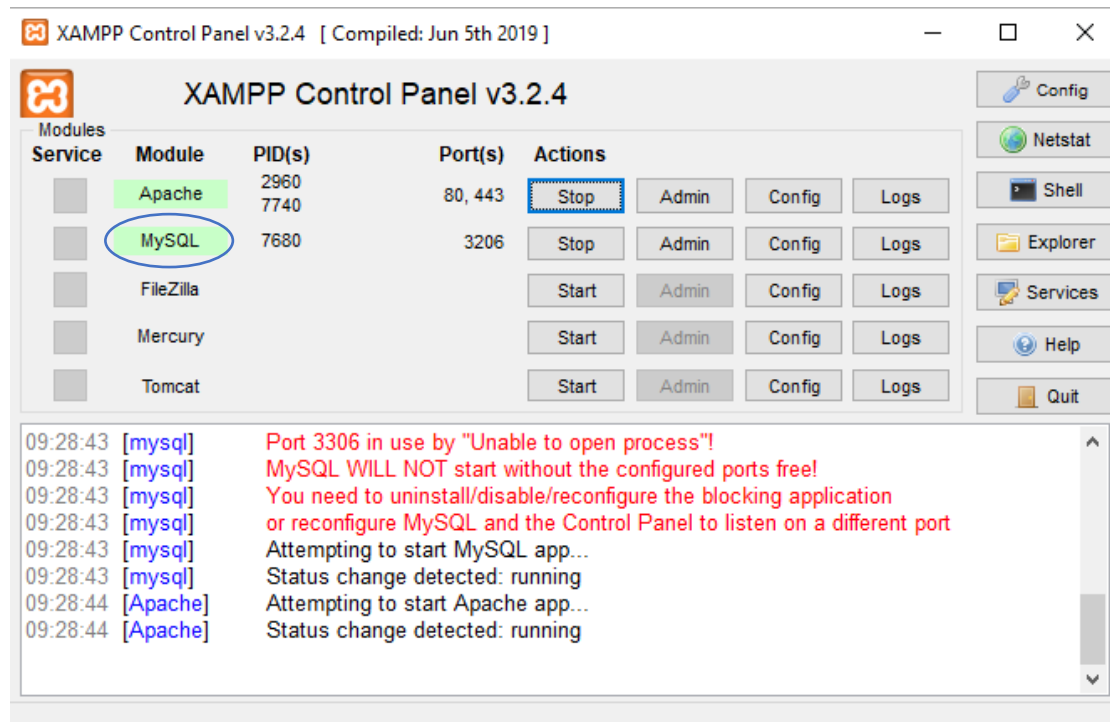 XAMPP Control Panel v3.2.4 [ Compiled: Jun 5th 2019 ]
XAMPP Control Panel v3.2.4
Config
Modules
Netstat
Service Module PID(s) Port(s) Actions
Apache 2960 7740 80, 443 Stop Admin Config Logs
Shell
MySQL 7680 3206 Stop Admin Config Logs
Explorer
FileZilla Start Admin Config Logs
Services
Mercury Start Admin Config Logs
Help
Tomcat Start Admin Config Logs
Quit
09:28:43 [mysql] Port 3306 in use by "Unable to open process"!
09:28:43 [mysql] MySQL WILL NOT start without the configured ports free!
09:28:43 [mysql] You need to uninstall/disable/reconfigure the blocking application
09:28:43 [mysql] or reconfigure MySQL and the Control Panel to listen on a different port
09:28:43 [mysql] Attempting to start MySQL app...
09:28:43 [mysql] Status change detected: running
09:28:44 [Apache] Attempting to start Apache app...
09:28:44 [Apache] Status change detected: running